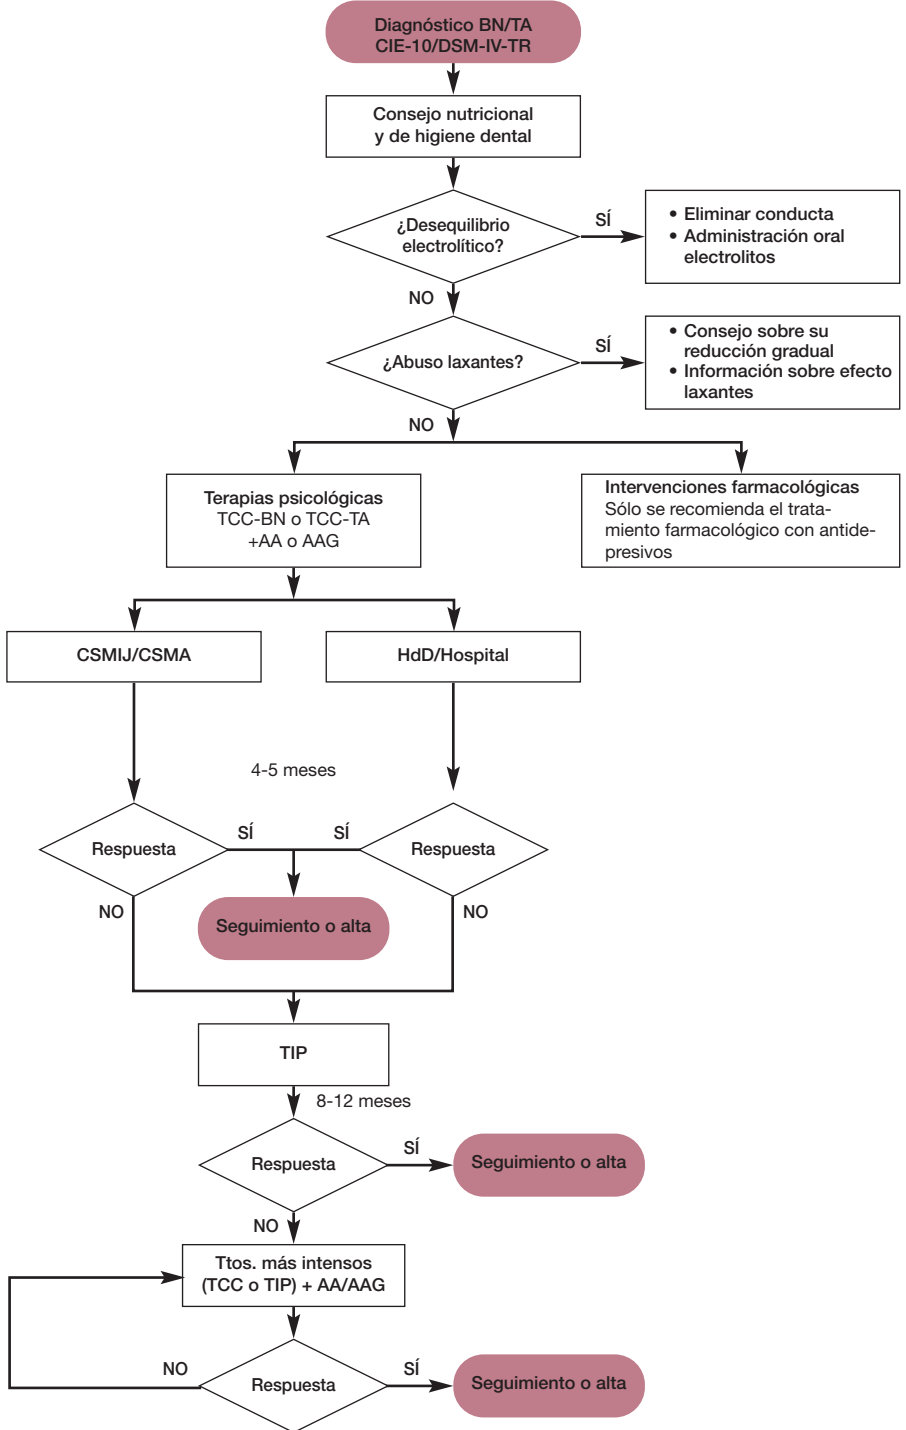 Diagnóstico BN/TA
CIE-10/DSM-IV-TR
Consejo nutricional
y de higiene dental
¿Desequilibrio
electrolítico?
SÍ
• Eliminar conducta
• Administración oral
electrolitos
NO
¿Abuso laxantes?
SÍ
• Consejo sobre su
reducción gradual
• Información sobre efecto
laxantes
NO
Terapias psicológicas
TCC-BN o TCC-TA
+AA o AAG
Intervenciones farmacológicas
Sólo se recomienda el trata-
miento farmacológico con antide-
presivos
CSMIJ/CSMA
HdD/Hospital
4-5 meses
Respuesta
SÍ
SÍ
Respuesta
NO
Seguimiento o alta
NO
TIP
8-12 meses
Respuesta
SÍ
Seguimiento o alta
NO
Ttos. más intensos
(TCC o TIP) + AA/AAG
NO
Respuesta
SÍ
Seguimiento o alta